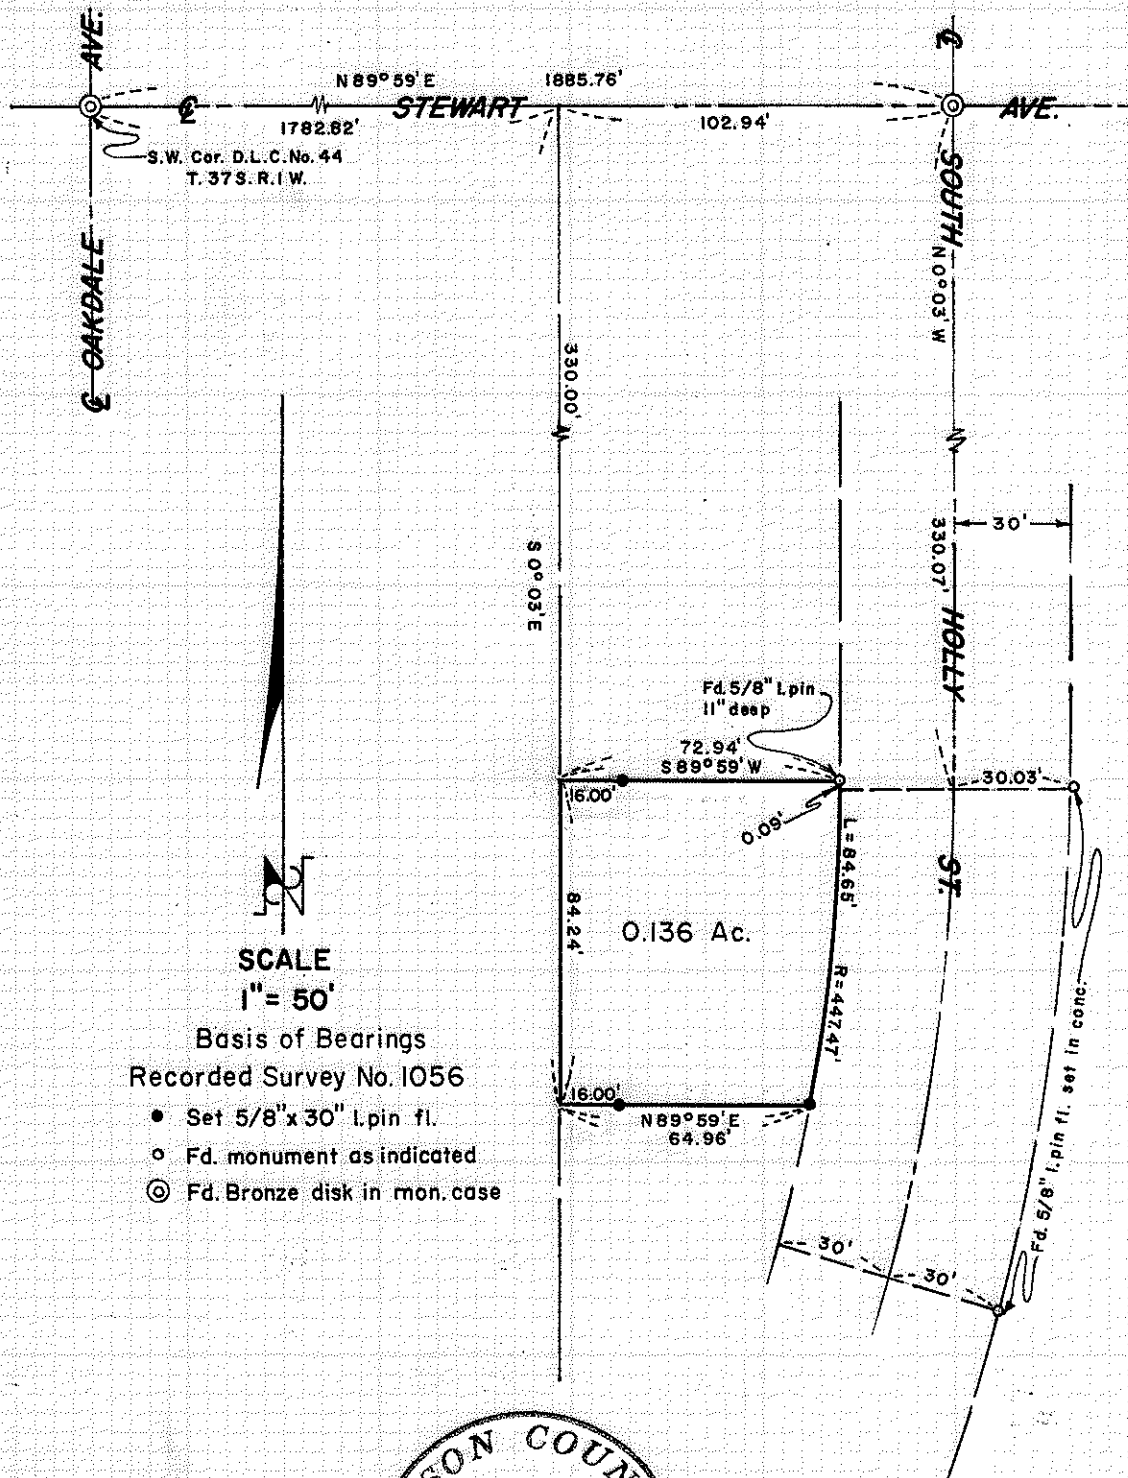 AVE.
℄
N 89° 59' E
1885.76'
℄
STEWART
AVE.
1782.82'
102.94'
S.W. Cor. D.L.C. No. 44
T. 37 S. R. 1 W.
SOUTH
℄ OAKDALE
N 0° 03' W
330.00'
30'
330.07'
S 0° 03' E
HOLLY
Fd. 5/8" I. pin
11" deep
72.94'
S 89° 59' W
16.00'
30.03'
0.09'
L = 84.65'
ST.
84.24'
0.136 Ac.
N
SCALE
1" = 50'
R = 447.47'
Basis of Bearings
Recorded Survey No. 1056
Set 5/8" x 30" I. pin fl.
Fd. monument as indicated
Fd. Bronze disk in mon. case
16.00'
N 89° 59' E
64.96'
Fd. 5/8" I. pin fl. set in conc.
30'
30'
SON COUN